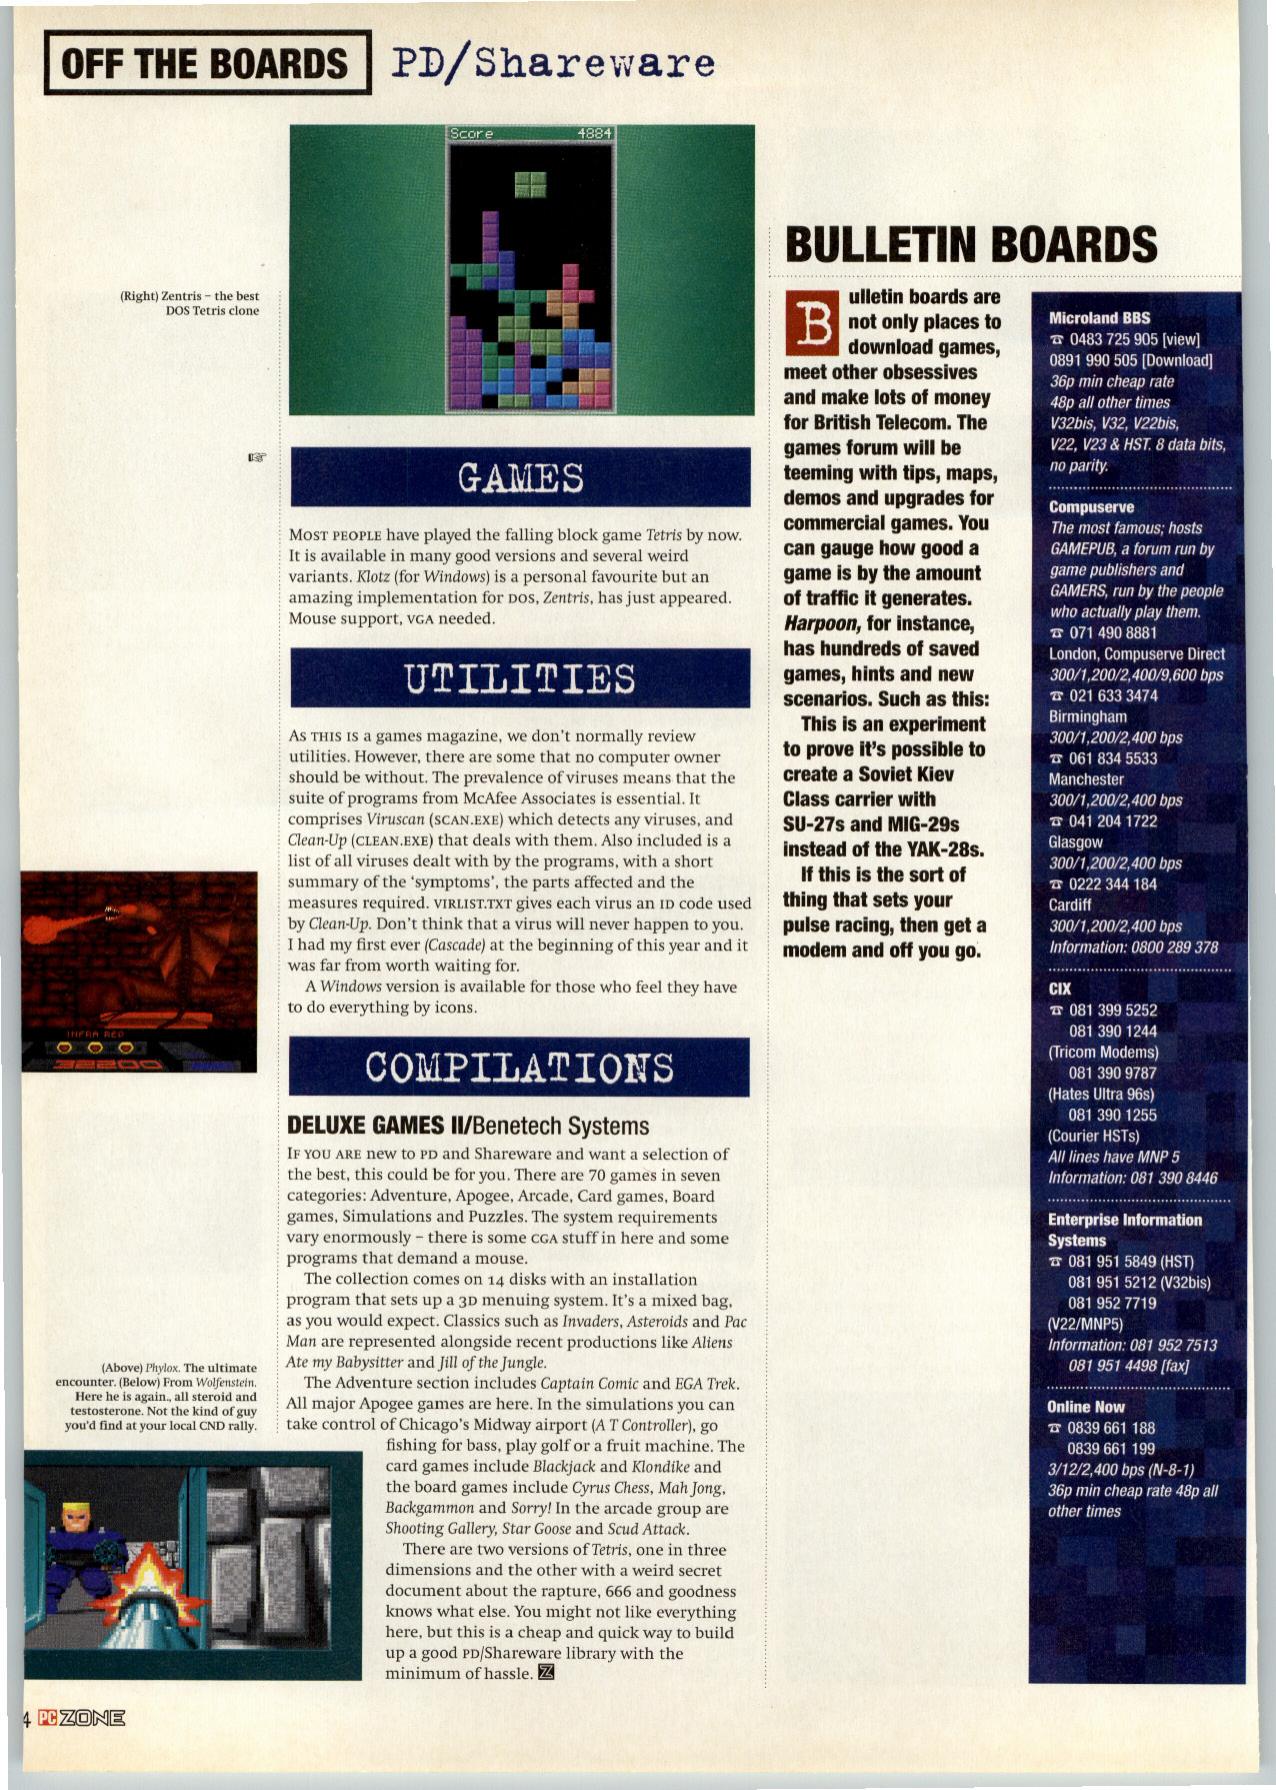 OFF THE BOARDS
PD/Shareware
Score 4884
(Right) Zentris – the best
DOS Tetris clone
☞
GAMES
MOST PEOPLE have played the falling block game Tetris by now.
It is available in many good versions and several weird
variants. Klotz (for Windows) is a personal favourite but an
amazing implementation for DOS, Zentris, has just appeared.
Mouse support, VGA needed.
UTILITIES
AS THIS IS a games magazine, we don't normally review
utilities. However, there are some that no computer owner
should be without. The prevalence of viruses means that the
suite of programs from McAfee Associates is essential. It
comprises Viruscan (SCAN.EXE) which detects any viruses, and
Clean-Up (CLEAN.EXE) that deals with them. Also included is a
list of all viruses dealt with by the programs, with a short
summary of the 'symptoms', the parts affected and the
measures required. VIRLIST.TXT gives each virus an ID code used
by Clean-Up. Don't think that a virus will never happen to you.
I had my first ever (Cascade) at the beginning of this year and it
was far from worth waiting for.
A Windows version is available for those who feel they have
to do everything by icons.
INFRA RED
32200
COMPILATIONS
DELUXE GAMES II/Benetech Systems
IF YOU ARE new to PD and Shareware and want a selection of
the best, this could be for you. There are 70 games in seven
categories: Adventure, Apogee, Arcade, Card games, Board
games, Simulations and Puzzles. The system requirements
vary enormously – there is some CGA stuff in here and some
programs that demand a mouse.
The collection comes on 14 disks with an installation
program that sets up a 3D menuing system. It's a mixed bag,
as you would expect. Classics such as Invaders, Asteroids and Pac
Man are represented alongside recent productions like Aliens
Ate my Babysitter and Jill of the Jungle.
The Adventure section includes Captain Comic and EGA Trek.
All major Apogee games are here. In the simulations you can
take control of Chicago's Midway airport (A T Controller), go
fishing for bass, play golf or a fruit machine. The
card games include Blackjack and Klondike and
the board games include Cyrus Chess, Mah Jong,
Backgammon and Sorry! In the arcade group are
Shooting Gallery, Star Goose and Scud Attack.
There are two versions of Tetris, one in three
dimensions and the other with a weird secret
document about the rapture, 666 and goodness
knows what else. You might not like everything
here, but this is a cheap and quick way to build
up a good PD/Shareware library with the
minimum of hassle. Z
(Above) Phylox. The ultimate
encounter. (Below) From Wolfenstein.
Here he is again., all steroid and
testosterone. Not the kind of guy
you'd find at your local CND rally.
BULLETIN BOARDS
Bulletin boards are
not only places to
download games,
meet other obsessives
and make lots of money
for British Telecom. The
games forum will be
teeming with tips, maps,
demos and upgrades for
commercial games. You
can gauge how good a
game is by the amount
of traffic it generates.
Harpoon, for instance,
has hundreds of saved
games, hints and new
scenarios. Such as this:
This is an experiment
to prove it's possible to
create a Soviet Kiev
Class carrier with
SU-27s and MIG-29s
instead of the YAK-28s.
If this is the sort of
thing that sets your
pulse racing, then get a
modem and off you go.
Microland BBS
☎ 0483 725 905 [view]
0891 990 505 [Download]
36p min cheap rate
48p all other times
V32bis, V32, V22bis,
V22, V23 & HST. 8 data bits,
no parity.
Compuserve
The most famous; hosts
GAMEPUB, a forum run by
game publishers and
GAMERS, run by the people
who actually play them.
☎ 071 490 8881
London, Compuserve Direct
300/1,200/2,400/9,600 bps
☎ 021 633 3474
Birmingham
300/1,200/2,400 bps
☎ 061 834 5533
Manchester
300/1,200/2,400 bps
☎ 041 204 1722
Glasgow
300/1,200/2,400 bps
☎ 0222 344 184
Cardiff
300/1,200/2,400 bps
Information: 0800 289 378
CIX
☎ 081 399 5252
081 390 1244
(Tricom Modems)
081 390 9787
(Hates Ultra 96s)
081 390 1255
(Courier HSTs)
All lines have MNP 5
Information: 081 390 8446
Enterprise Information
Systems
☎ 081 951 5849 (HST)
081 951 5212 (V32bis)
081 952 7719
(V22/MNP5)
Information: 081 952 7513
081 951 4498 [fax]
Online Now
☎ 0839 661 188
0839 661 199
3/12/2,400 bps (N-8-1)
36p min cheap rate 48p all
other times
4 PC ZONE